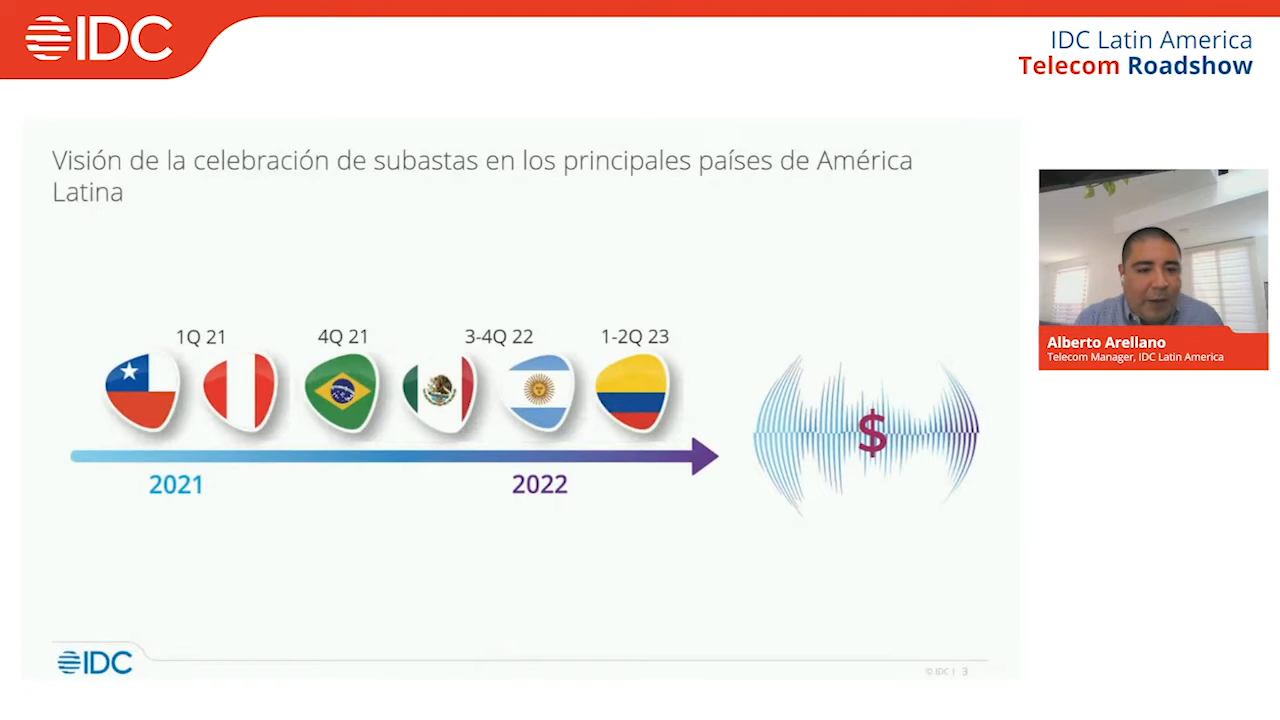 IDC
IDC Latin America
Telecom Roadshow
Visión de la celebración de subastas en los principales países de América
Latina
1Q 21
4Q 21
3-4Q 22
1-2Q 23
$
2021
2022
Alberto Arellano
Telecom Manager, IDC Latin America
IDC
© IDC | 3